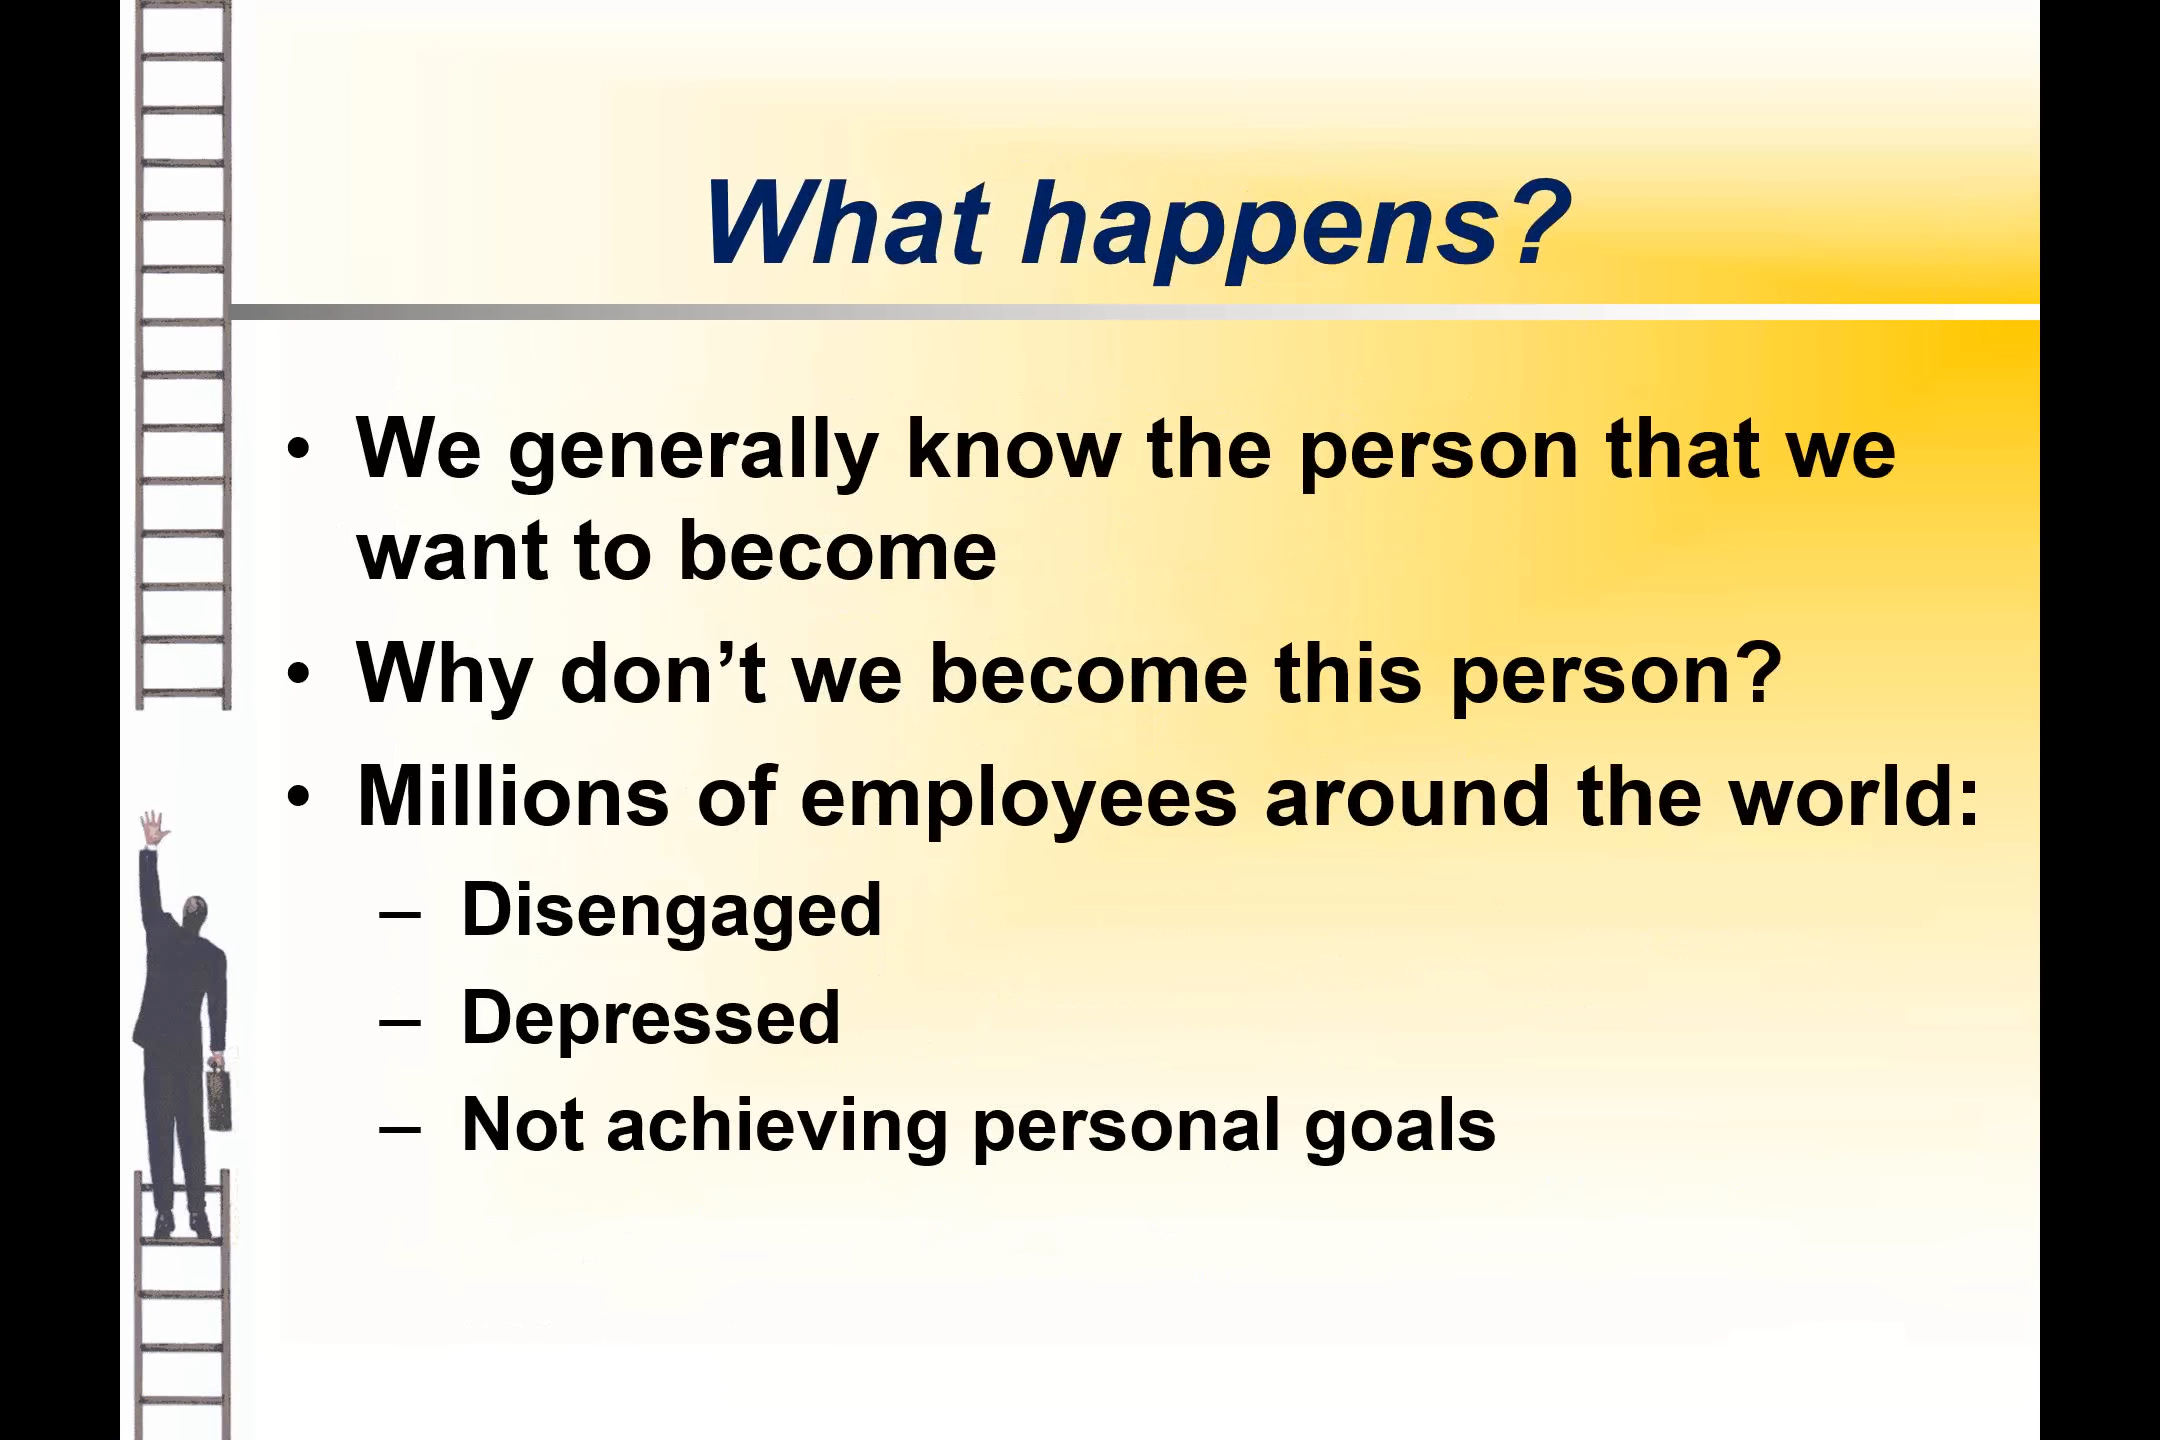 What happens?
• We generally know the person that we
want to become
• Why don’t we become this person?
• Millions of employees around the world:
– Disengaged
– Depressed
– Not achieving personal goals